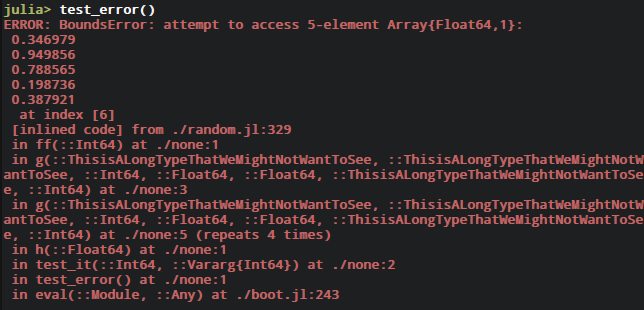 julia> test_error()
ERROR: BoundsError: attempt to access 5-element Array{Float64,1}:
 0.346979
 0.949856
 0.788565
 0.198736
 0.387921
  at index [6]
 [inlined code] from ./random.jl:329
 in ff(::Int64) at ./none:1
 in g(::ThisisALongTypeThatWeMightNotWantToSee, ::ThisisALongTypeThatWeMightNotW
antToSee, ::Int64, ::Float64, ::Float64, ::ThisisALongTypeThatWeMightNotWantToSe
e, ::Int64) at ./none:3
 in g(::ThisisALongTypeThatWeMightNotWantToSee, ::ThisisALongTypeThatWeMightNotW
antToSee, ::Int64, ::Float64, ::Float64, ::ThisisALongTypeThatWeMightNotWantToSe
e, ::Int64) at ./none:5 (repeats 4 times)
 in h(::Float64) at ./none:1
 in test_it(::Int64, ::Vararg{Int64}) at ./none:2
 in test_error() at ./none:1
 in eval(::Module, ::Any) at ./boot.jl:243